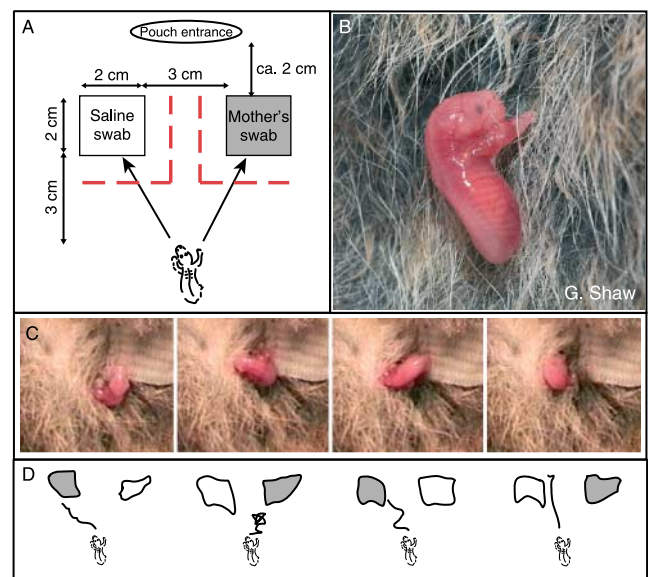 A
Pouch entrance
2 cm
3 cm
ca. 2 cm
2 cm
Saline
swab
Mother's
swab
3 cm
B
G. Shaw
C
D